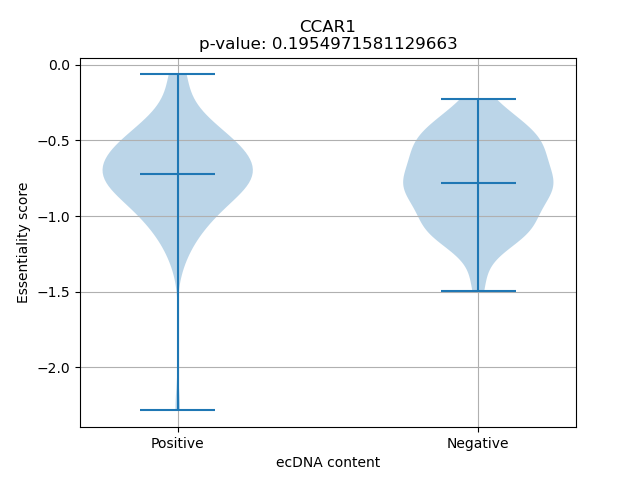 CCAR1
p-value: 0.1954971581129663
0.0
−0.5
−1.0
−1.5
−2.0
Essentiality score
Positive
Negative
ecDNA content